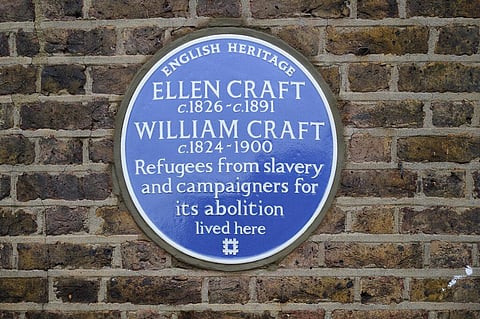 ENGLISH HERITAGE
ELLEN CRAFT
c.1826-c.1891
WILLIAM CRAFT
c.1824-1900
Refugees from slavery
and campaigners for
its abolition
lived here